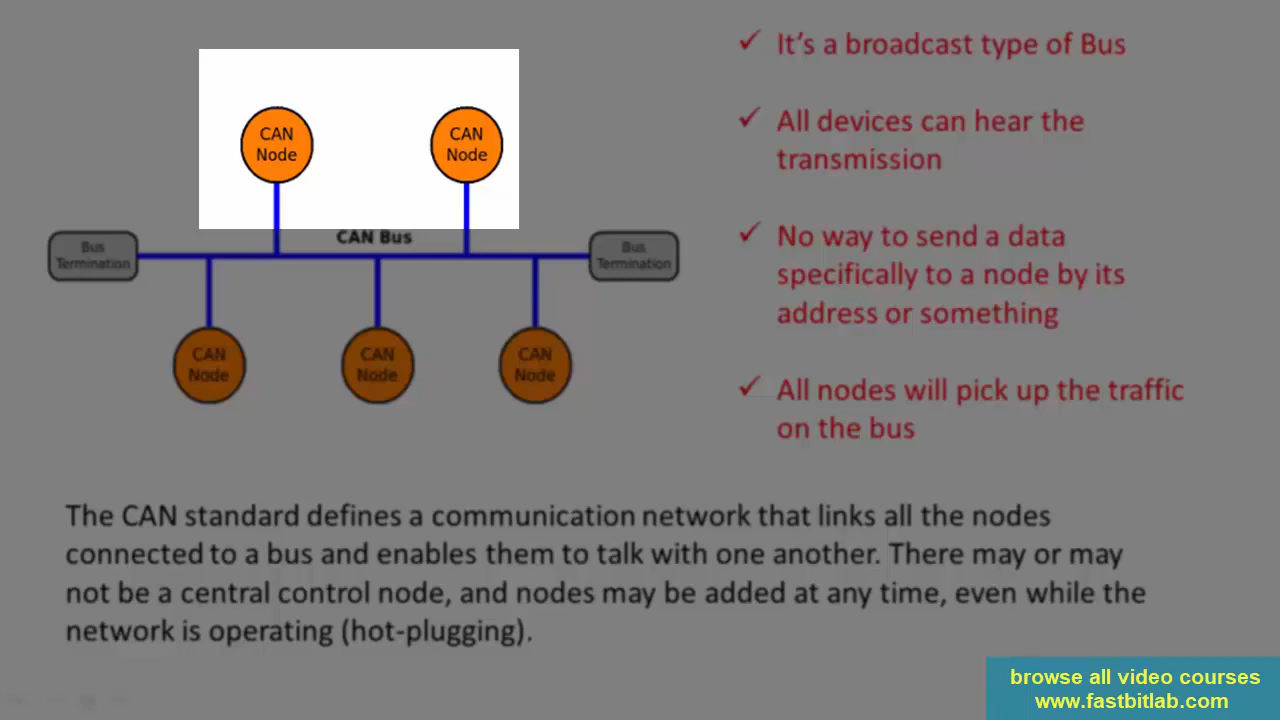 CAN
Node
CAN
Node
CAN Bus
Bus
Termination
Bus
Termination
CAN
Node
CAN
Node
CAN
Node
It's a broadcast type of Bus
All devices can hear the
transmission
No way to send a data
specifically to a node by its
address or something
All nodes will pick up the traffic
on the bus
The CAN standard defines a communication network that links all the nodes
connected to a bus and enables them to talk with one another. There may or may
not be a central control node, and nodes may be added at any time, even while the
network is operating (hot-plugging).
browse all video courses
www.fastbitlab.com